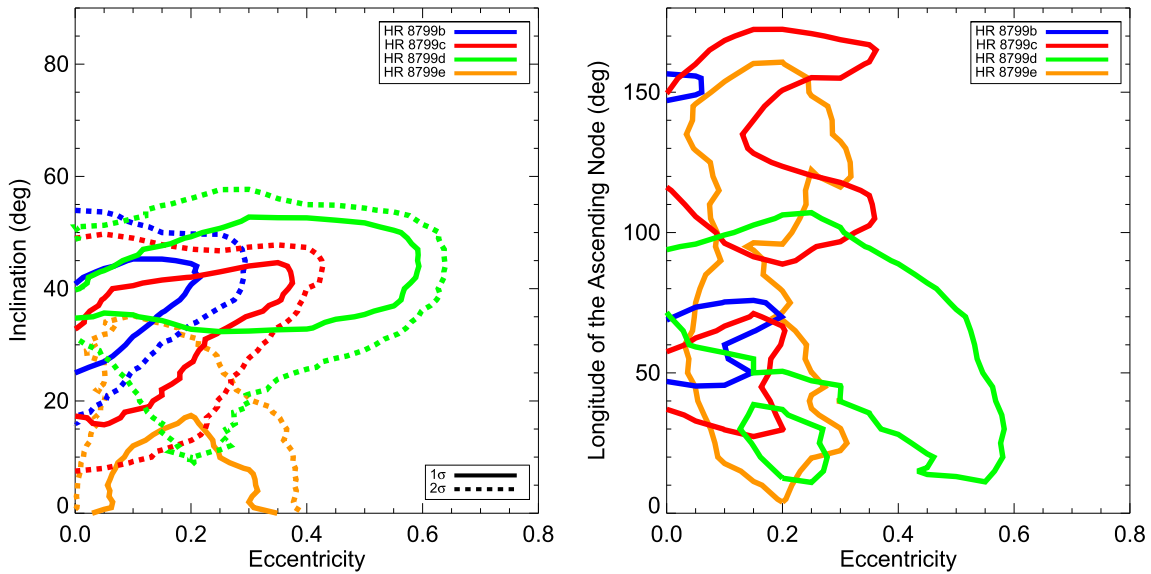 HR 8799b
HR 8799c
HR 8799d
HR 8799e
80
60
40
20
0
Inclination (deg)
1σ
2σ
0.0 0.2 0.4 0.6 0.8
Eccentricity
HR 8799b
HR 8799c
HR 8799d
HR 8799e
150
100
50
0
Longitude of the Ascending Node (deg)
0.0 0.2 0.4 0.6 0.8
Eccentricity